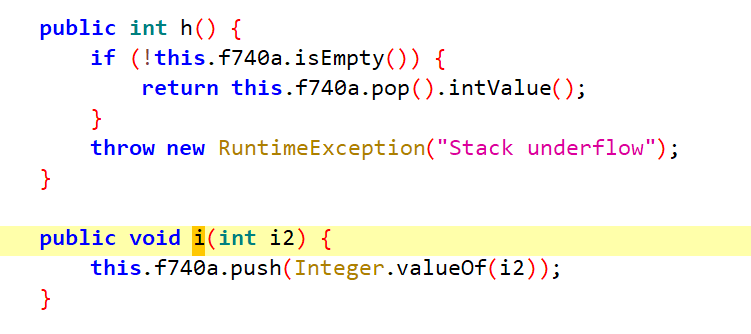 public int h() {
    if (!this.f740a.isEmpty()) {
        return this.f740a.pop().intValue();
    }
    throw new RuntimeException("Stack underflow");
}

public void i(int i2) {
    this.f740a.push(Integer.valueOf(i2));
}